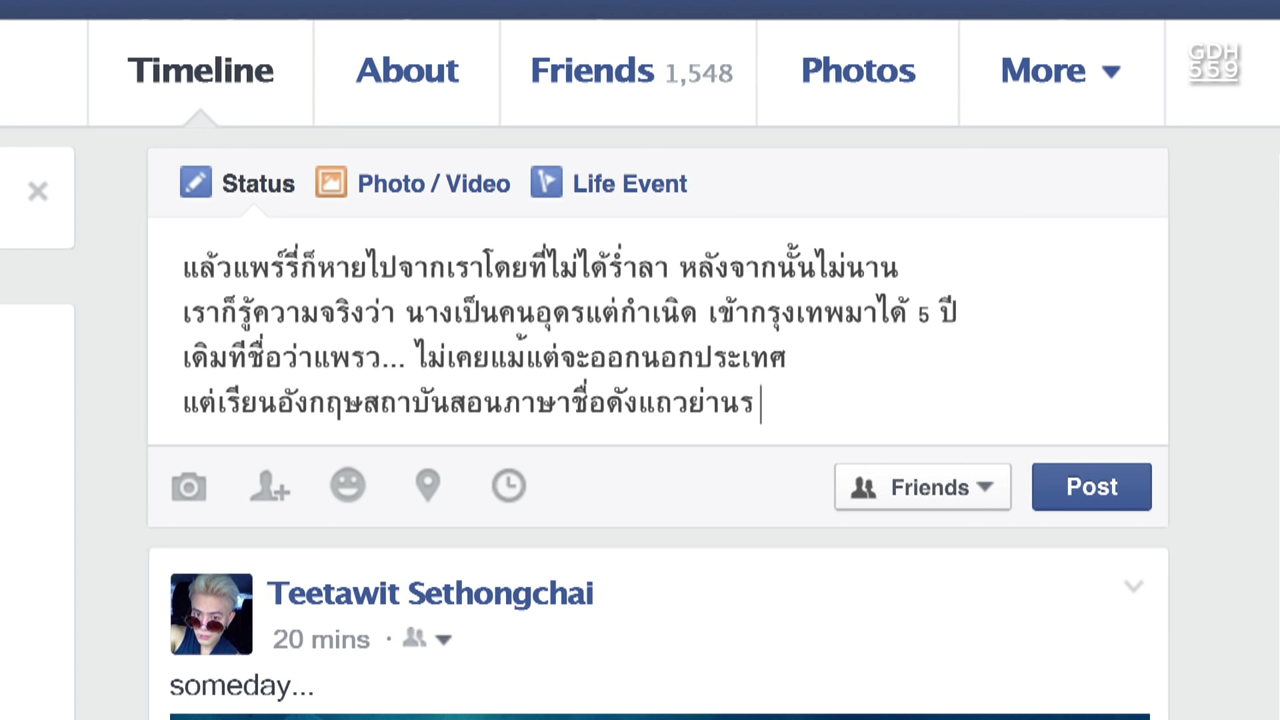 Timeline
About
Friends 1,548
Photos
More
GDH
559
Status
Photo / Video
Life Event
แล้วแพร์รี่ก็หายไปจากเราโดยที่ไม่ได้ร่ำลา หลังจากนั้นไม่นาน
เราก็รู้ความจริงว่า นางเป็นคนอุดรแต่กำเนิด เข้ากรุงเทพมาได้ 5 ปี
เดิมทีชื่อว่าแพรว... ไม่เคยแม้แต่จะออกนอกประเทศ
แต่เรียนอังกฤษสถาบันสอนภาษาชื่อดังแถวย่านร
Friends
Post
Teetawit Sethongchai
20 mins ·
someday...